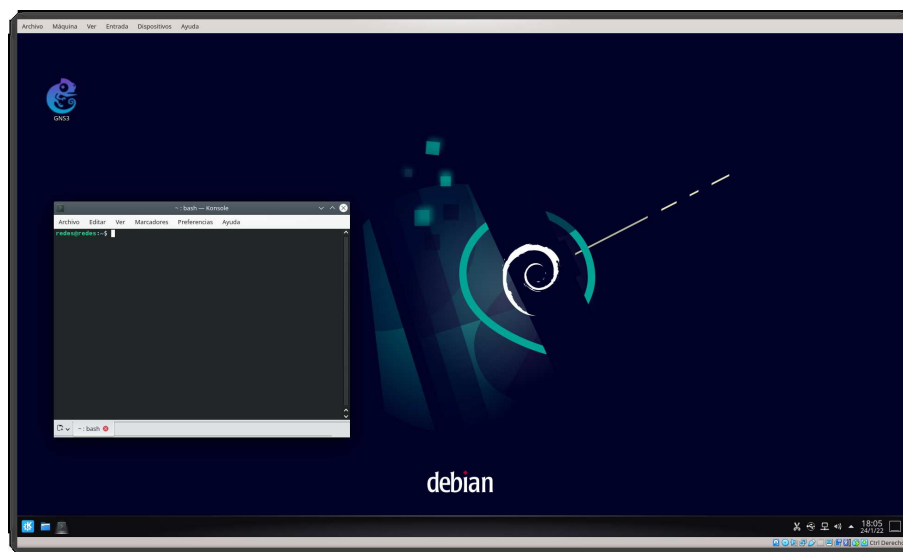 Archivo Máquina Ver Entrada Dispositivos Ayuda
GNS3
~ : bash — Konsole
Archivo Editar Ver Marcadores Preferencias Ayuda
redes@redes:~$
~ : bash
debian
18:05
24/1/22
Ctrl Derecho